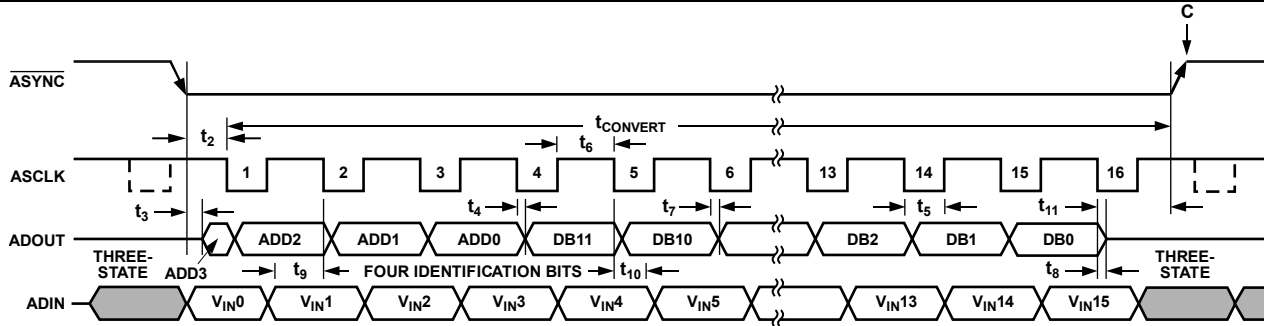 C
ASYNC
t2
tCONVERT
t6
ASCLK
1 2 3 4 5 6 13 14 15 16
t3
t4
t7
t5
t11
ADOUT
ADD2 ADD1 ADD0 DB11 DB10 DB2 DB1 DB0
THREE-
STATE
ADD3
t9
FOUR IDENTIFICATION BITS
t10
t8
THREE-
STATE
ADIN
VIN0 VIN1 VIN2 VIN3 VIN4 VIN5 VIN13 VIN14 VIN15